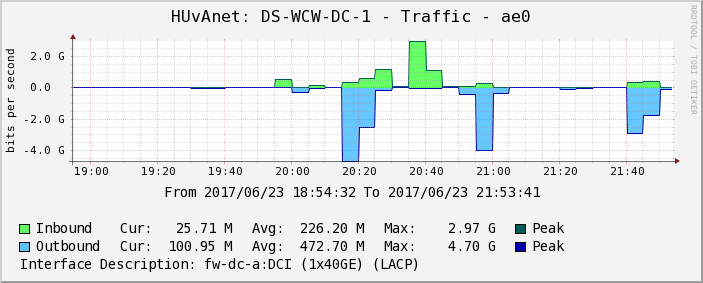 HUvAnet: DS-WCW-DC-1 - Traffic - ae0
RRDTOOL / TOBI OETIKER
bits per second
2.0 G
0.0
-2.0 G
-4.0 G
19:00 19:20 19:40 20:00 20:20 20:40 21:00 21:20 21:40
From 2017/06/23 18:54:32 To 2017/06/23 21:53:41
Inbound Cur: 25.71 M Avg: 226.20 M Max: 2.97 G Peak
Outbound Cur: 100.95 M Avg: 472.70 M Max: 4.70 G Peak
Interface Description: fw-dc-a:DCI (1x40GE) (LACP)